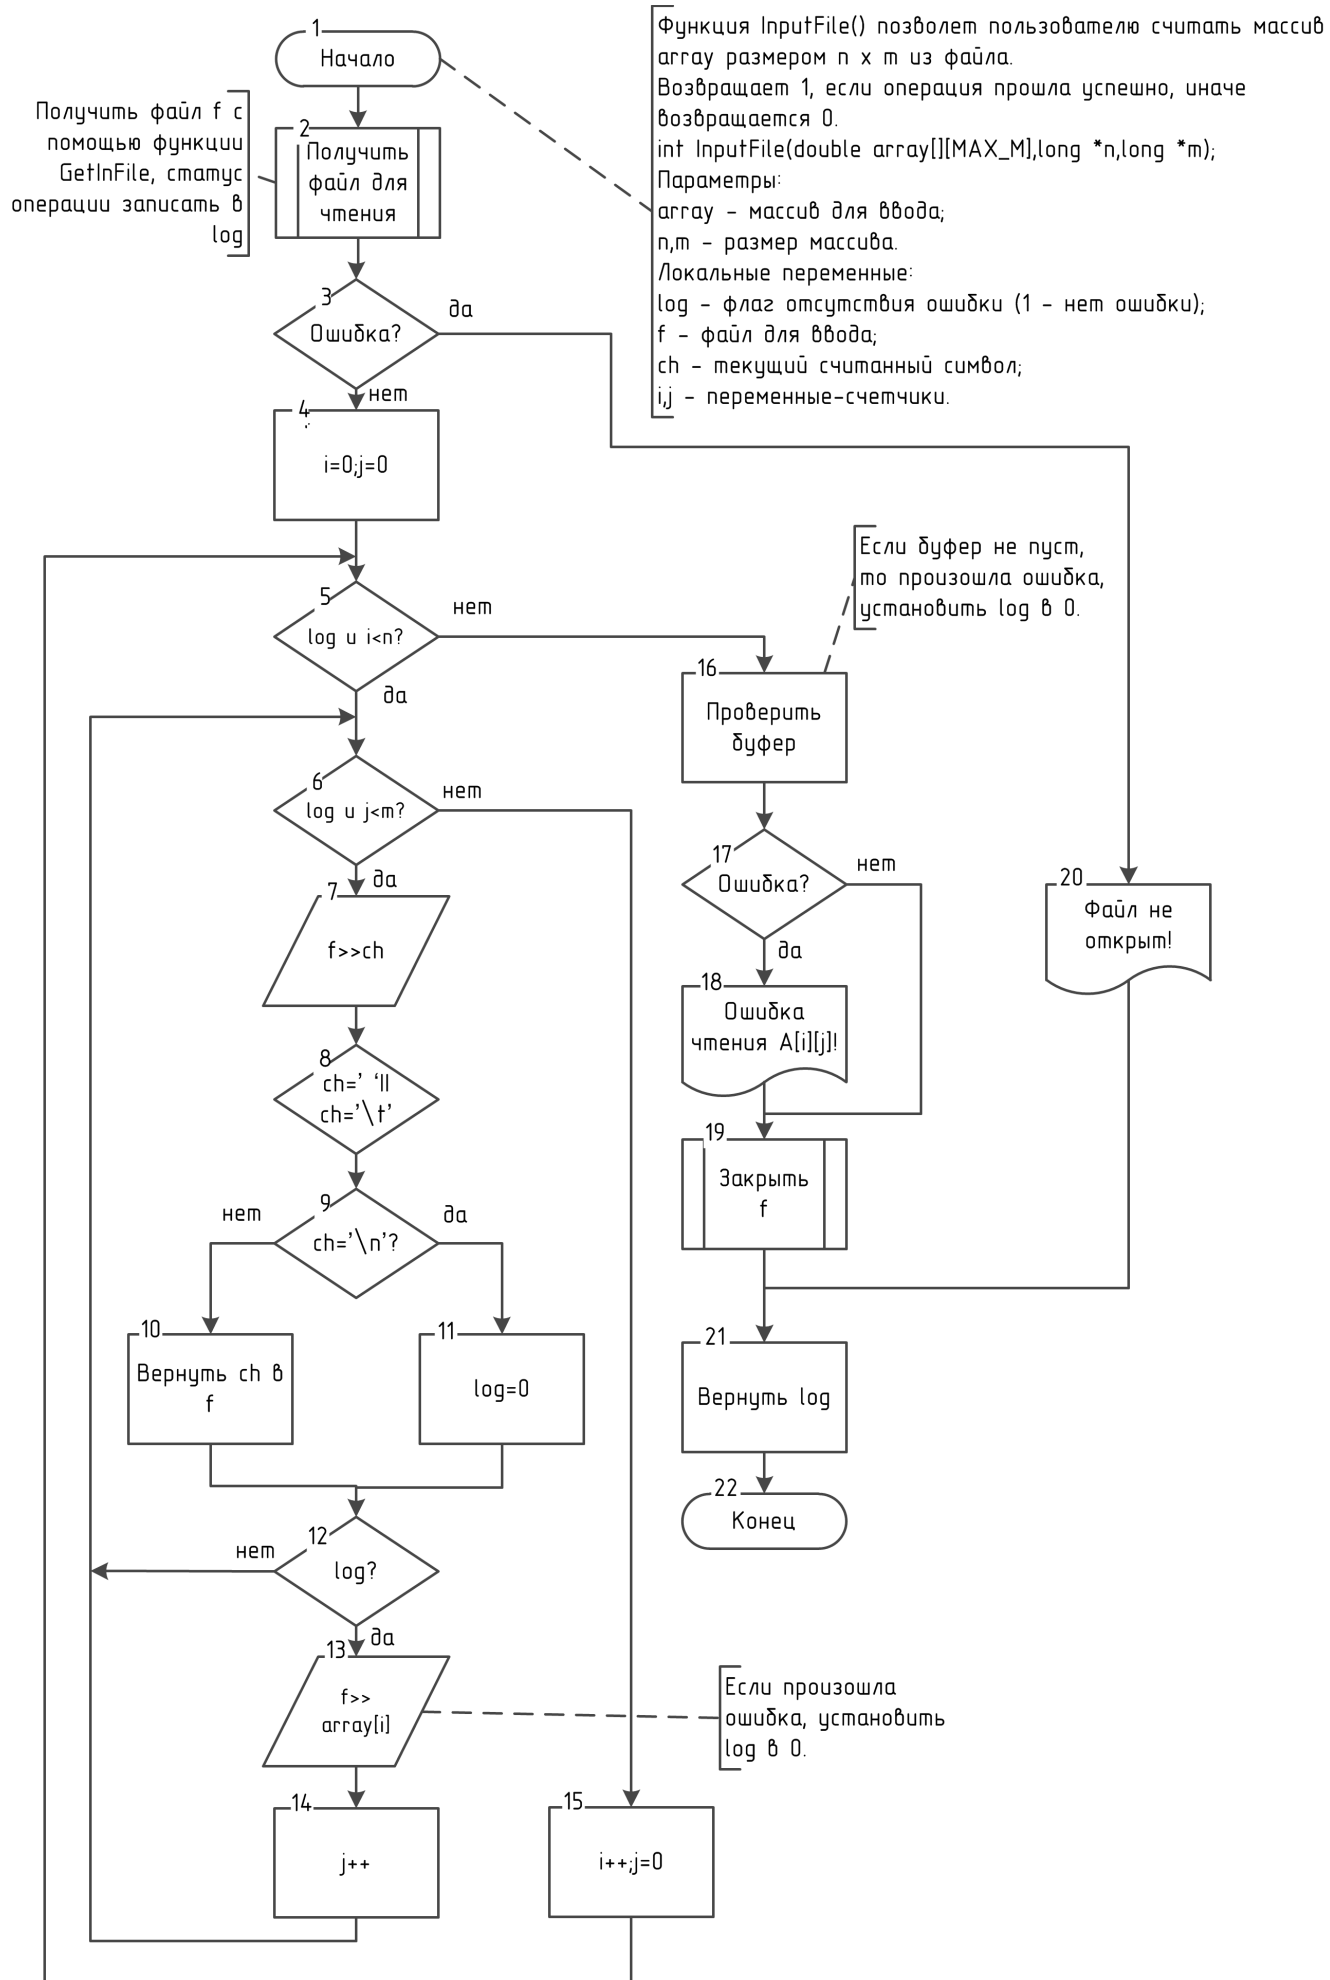 1
Начало
Функция InputFile() позволет пользователю считать массив
array размером n x m из файла.
Возвращает 1, если операция прошла успешно, иначе
возвращается 0.
int InputFile(double array[][MAX_M],long *n,long *m);
Параметры:
array – массив для ввода;
n,m – размер массива.
Локальные переменные:
log – флаг отсутствия ошибки (1 – нет ошибки);
f – файл для ввода;
ch – текущий считанный символ;
i,j – переменные-счетчики.
Получить файл f с
помощью функции
GetInFile, статус
операции записать в
log
2
Получить
файл для
чтения
3
Ошибка?
да
нет
4
i=0;j=0
5
log и i<n?
нет
да
Если буфер не пуст,
то произошла ошибка,
установить log в 0.
6
log и j<m?
нет
да
7
f>>ch
8
ch=' '||
ch='\t'
9
ch='\n'?
нет
да
10
Вернуть ch в
f
11
log=0
12
log?
нет
да
13
f>>
array[i]
Если произошла
ошибка, установить
log в 0.
14
j++
15
i++;j=0
16
Проверить
буфер
17
Ошибка?
нет
да
18
Ошибка
чтения A[i][j]!
19
Закрыть
f
20
Файл не
открыт!
21
Вернуть log
22
Конец